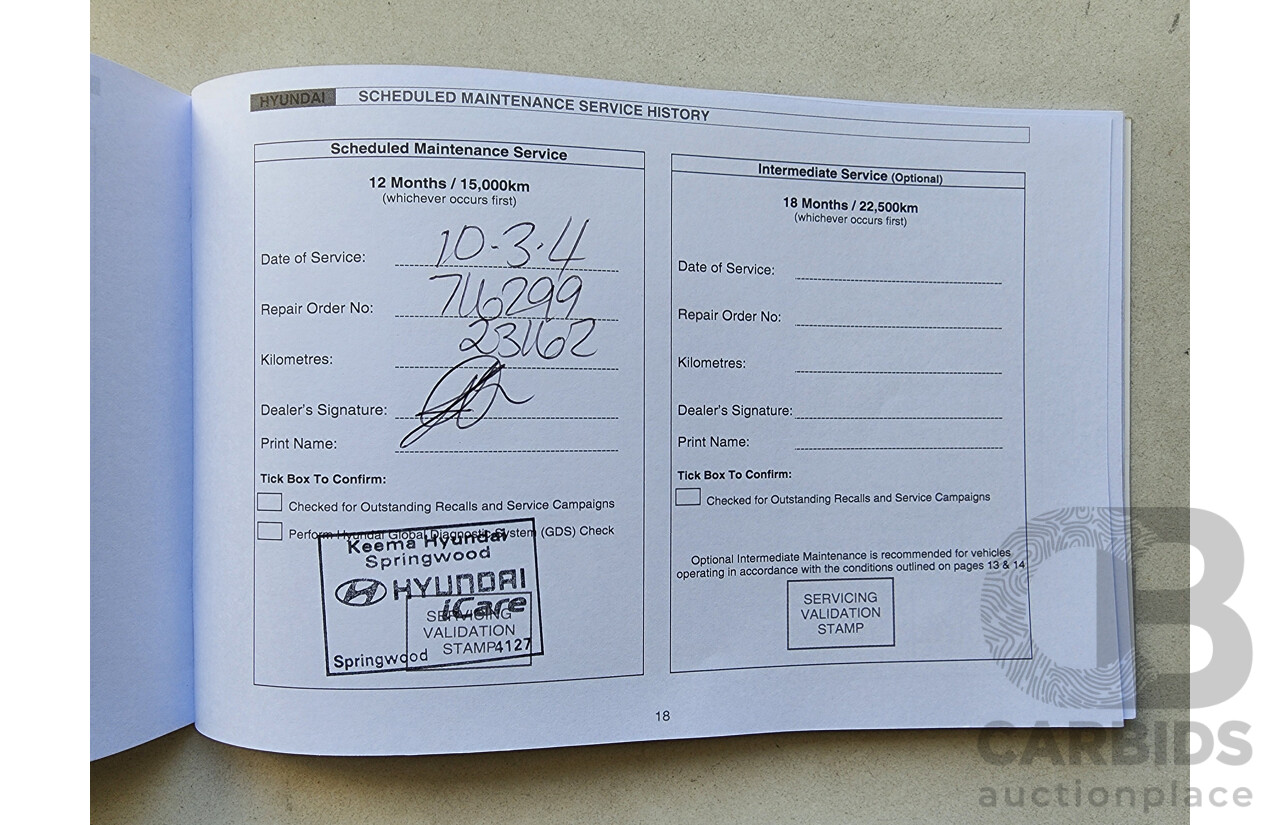 HYUNDAI SCHEDULED MAINTENANCE SERVICE HISTORY
Scheduled Maintenance Service
12 Months / 15,000km
(whichever occurs first)
Date of Service: 10-3-4
Repair Order No: 716299
Kilometres: 23162
Dealer's Signature:
Print Name:
Tick Box To Confirm:
Checked for Outstanding Recalls and Service Campaigns
Perform Hyundai Global Diagnostic System (GDS) Check
Keema Hyundai
Springwood
HYUNDAI
iCare
SERVICING
VALIDATION
STAMP
Springwood 4127
Intermediate Service (Optional)
18 Months / 22,500km
(whichever occurs first)
Date of Service:
Repair Order No:
Kilometres:
Dealer's Signature:
Print Name:
Tick Box To Confirm:
Checked for Outstanding Recalls and Service Campaigns
Optional Intermediate Maintenance is recommended for vehicles
operating in accordance with the conditions outlined on pages 13 & 14
SERVICING
VALIDATION
STAMP
18
CB
CARBIDS
auctionplace